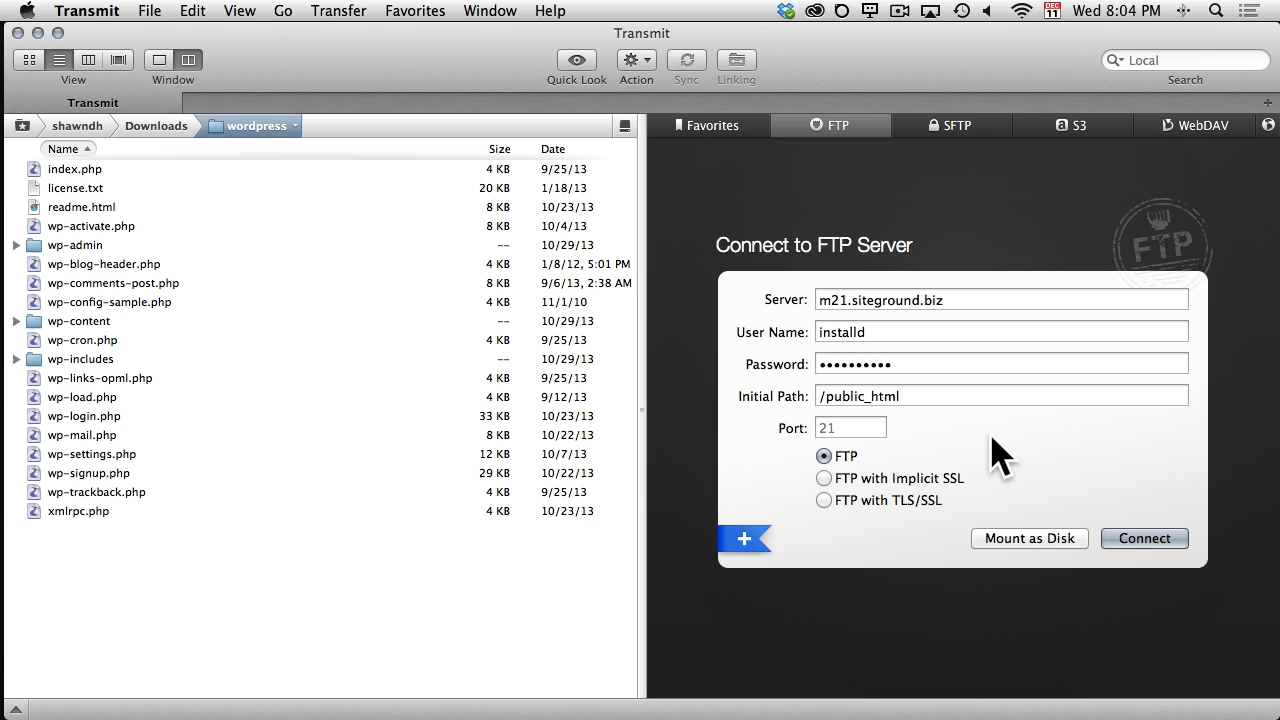 Transmit File Edit View Go Transfer Favorites Window Help DEC 11 Wed 8:04 PM
Transmit
View Window Quick Look Action Sync Linking Local Search
Transmit +
shawndh Downloads wordpress
Name Size Date
index.php 4 KB 9/25/13
license.txt 20 KB 1/18/13
readme.html 8 KB 10/23/13
wp-activate.php 8 KB 10/4/13
wp-admin -- 10/29/13
wp-blog-header.php 4 KB 1/8/12, 5:01 PM
wp-comments-post.php 8 KB 9/6/13, 2:38 AM
wp-config-sample.php 4 KB 11/1/10
wp-content -- 10/29/13
wp-cron.php 4 KB 9/25/13
wp-includes -- 10/29/13
wp-links-opml.php 4 KB 9/25/13
wp-load.php 4 KB 9/12/13
wp-login.php 33 KB 10/23/13
wp-mail.php 8 KB 10/22/13
wp-settings.php 12 KB 10/7/13
wp-signup.php 29 KB 10/22/13
wp-trackback.php 4 KB 9/25/13
xmlrpc.php 4 KB 10/23/13
Favorites FTP SFTP a S3 WebDAV
FTP
Connect to FTP Server
Server: m21.siteground.biz
User Name: installd
Password: ••••••••••
Initial Path: /public_html
Port: 21
FTP
FTP with Implicit SSL
FTP with TLS/SSL
+ Mount as Disk Connect